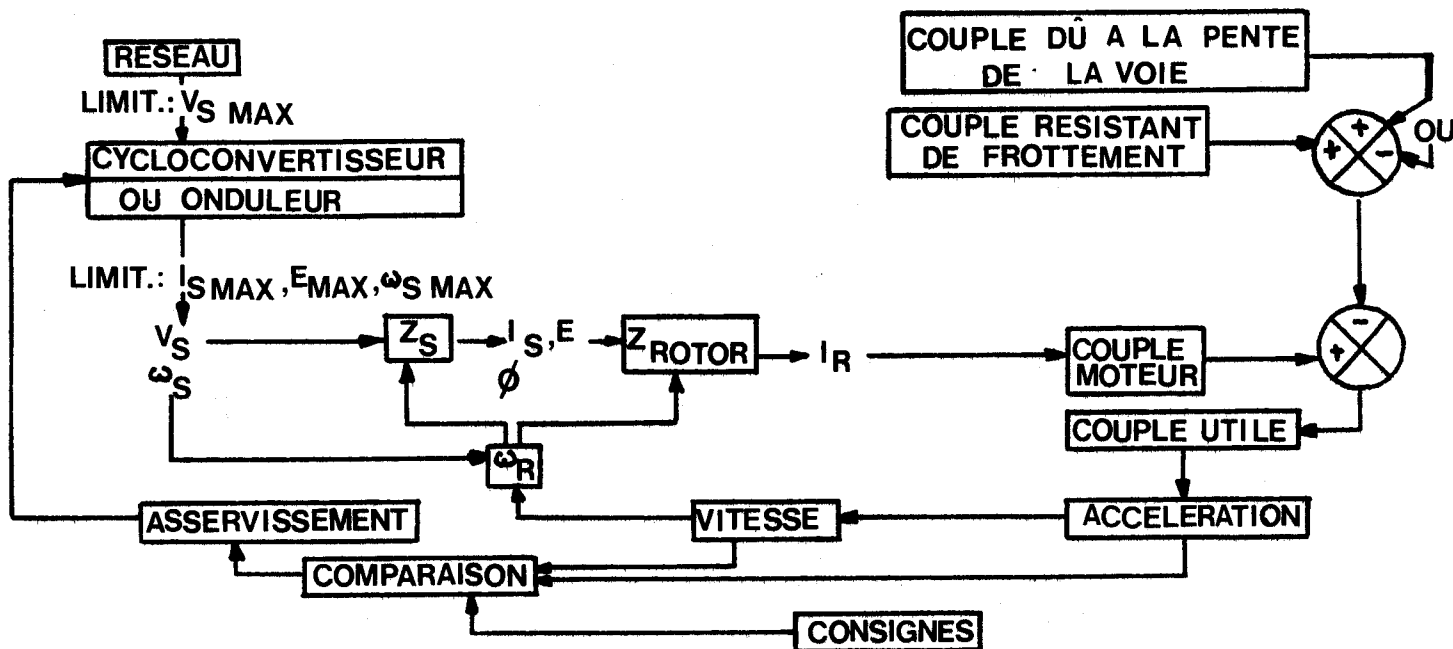 RESEAU
LIMIT.: VS MAX
CYCLOCONVERTISSEUR
OU ONDULEUR
LIMIT.: IS MAX, EMAX, ωS MAX
VS
ωS
ZS
IS, E
ϕ
ZROTOR
IR
ωR
COUPLE DÛ A LA PENTE
DE LA VOIE
COUPLE RESISTANT
DE FROTTEMENT
+
+
-
OU
COUPLE
MOTEUR
+
-
COUPLE UTILE
ACCELERATION
VITESSE
ASSERVISSEMENT
COMPARAISON
CONSIGNES